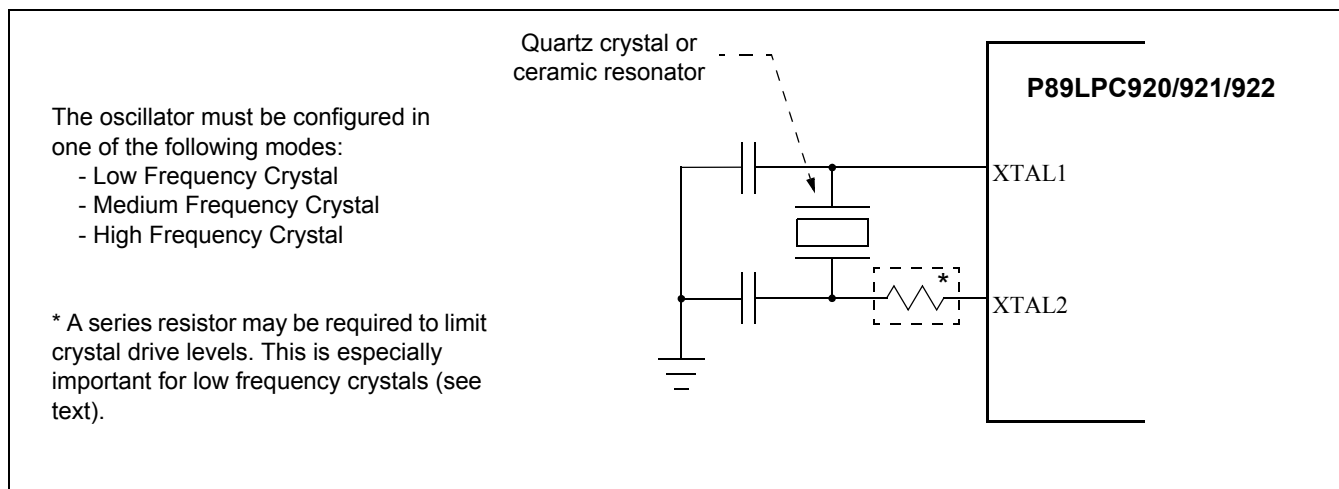 Quartz crystal or
ceramic resonator
P89LPC920/921/922
The oscillator must be configured in
one of the following modes:
- Low Frequency Crystal
- Medium Frequency Crystal
- High Frequency Crystal
XTAL1
*
XTAL2
* A series resistor may be required to limit
crystal drive levels. This is especially
important for low frequency crystals (see
text).